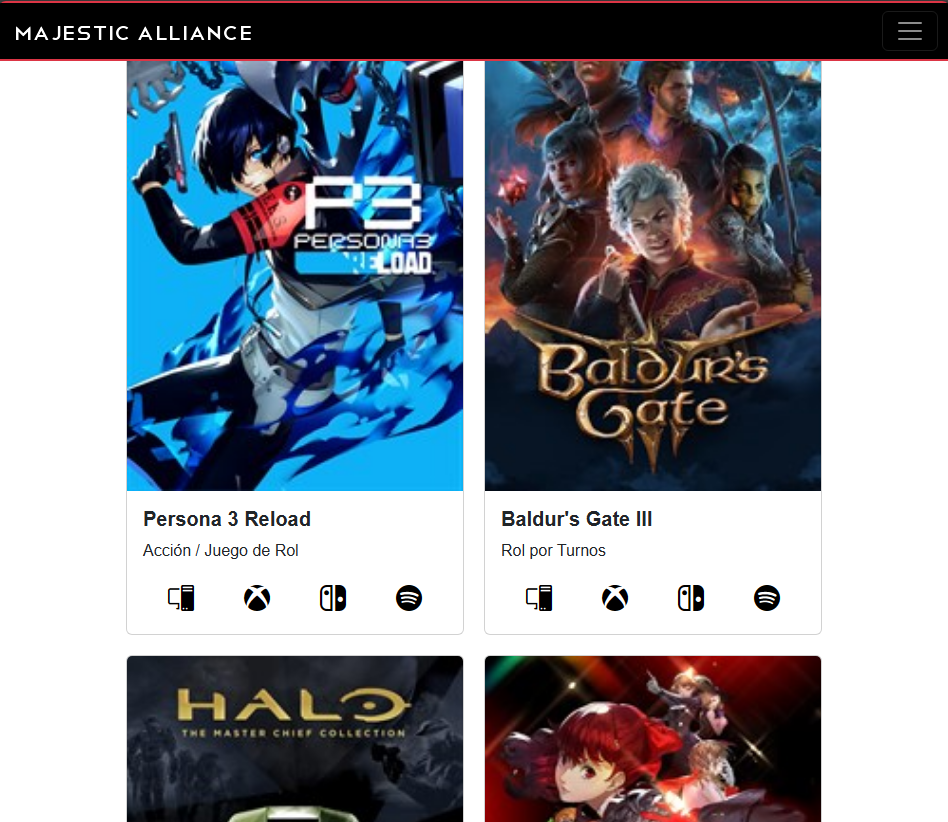 MAJESTIC ALLIANCE
P3
PERSONA3
RELOAD
BALDUR'S
GATE
III
Persona 3 Reload
Acción / Juego de Rol
Baldur's Gate III
Rol por Turnos
HALO
THE MASTER CHIEF COLLECTION